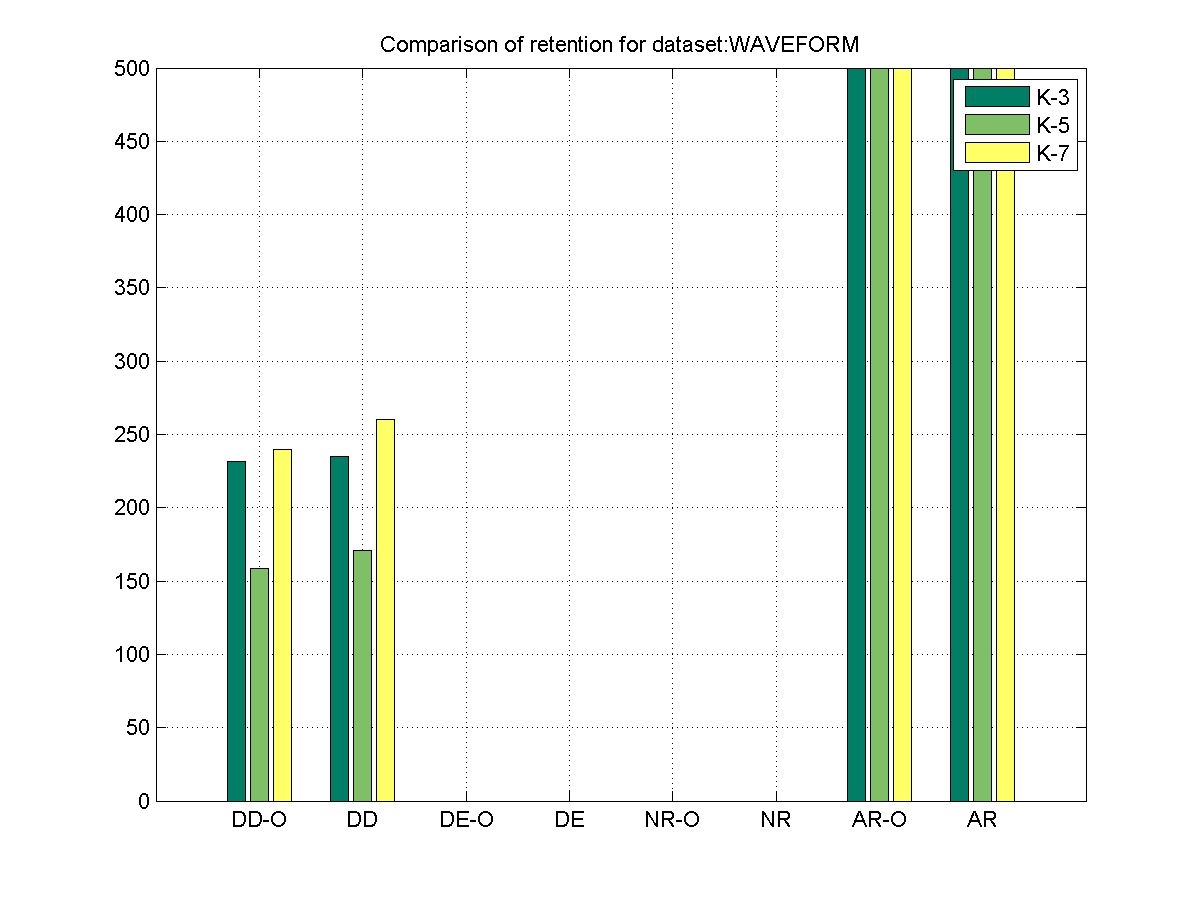 Comparison of retention for dataset:WAVEFORM
500
450
400
350
300
250
200
150
100
50
0
K-3
K-5
K-7
DD-O DD DE-O DE NR-O NR AR-O AR